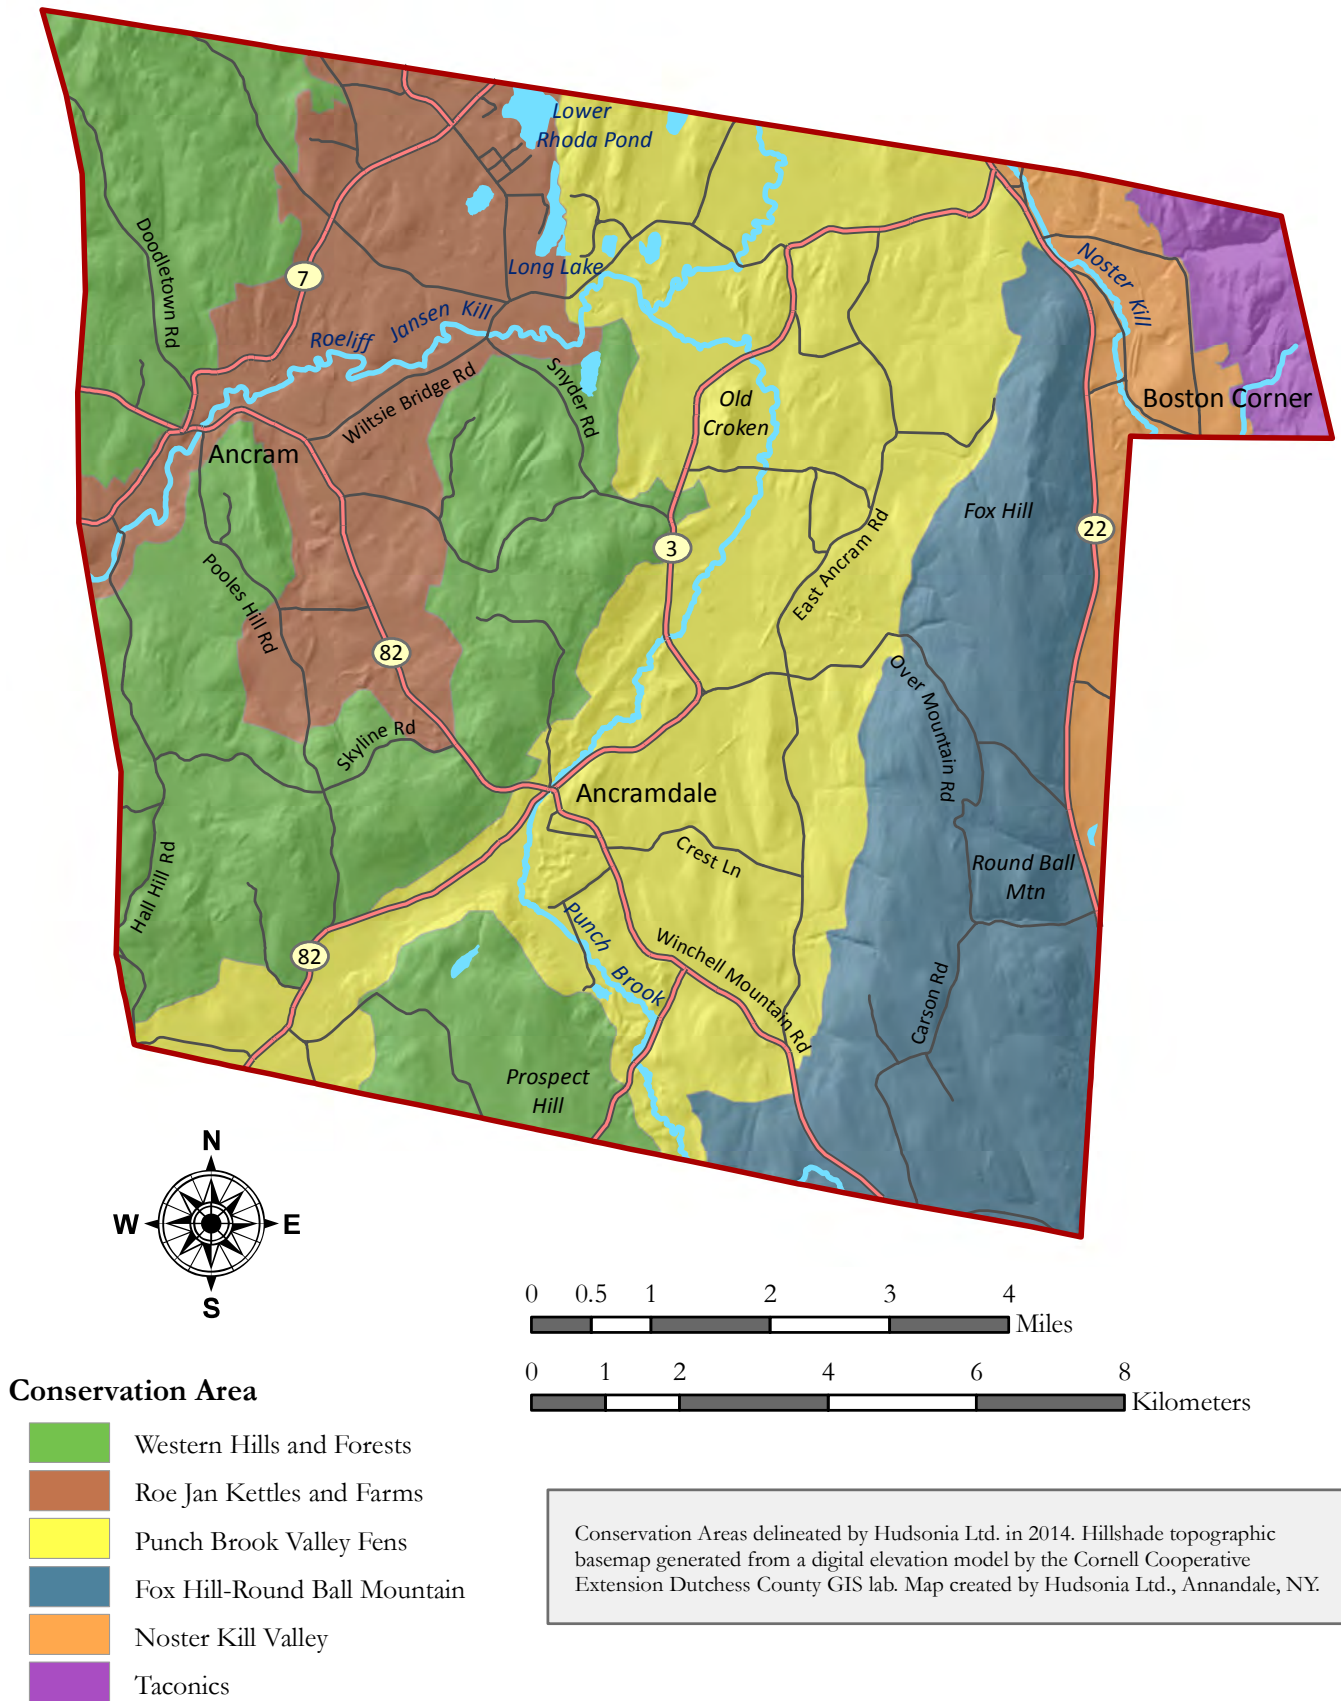 Lower
Rhoda Pond
Doodletown Rd
Noster Kill
7
Long Lake
Roeliff Jansen Kill
Wiltsie Bridge Rd
Snyder Rd
Old
Croken
Boston Corner
Ancram
Fox Hill
22
3
East Ancram Rd
Pooles Hill Rd
82
Over Mountain Rd
Skyline Rd
Ancramdale
Crest Ln
Round Ball
Mtn
Hall Hill Rd
Punch Brook
82
Winchell Mountain Rd
Carson Rd
Prospect
Hill
N
W E
S
0 0.5 1 2 3 4
Miles
0 1 2 4 6 8
Kilometers
Conservation Area
Western Hills and Forests
Roe Jan Kettles and Farms
Punch Brook Valley Fens
Fox Hill-Round Ball Mountain
Noster Kill Valley
Taconics
Conservation Areas delineated by Hudsonia Ltd. in 2014. Hillshade topographic
basemap generated from a digital elevation model by the Cornell Cooperative
Extension Dutchess County GIS lab. Map created by Hudsonia Ltd., Annandale, NY.